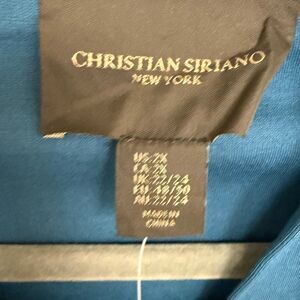 CHRISTIAN SIRIANO
NEW YORK
US-2X
CA-2X
UK-22/24
EU-48/50
AU-22/24
MADE IN
CHINA